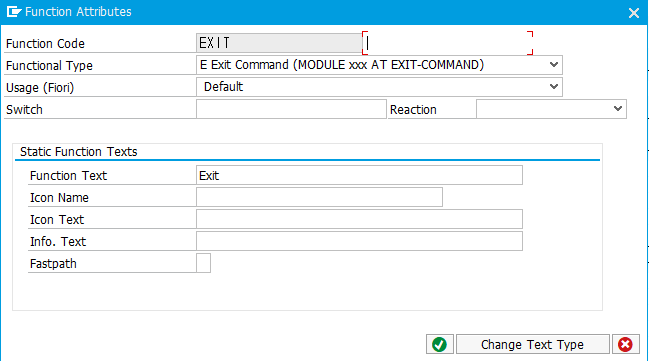 Function Attributes
Function Code EXIT
Functional Type E Exit Command (MODULE xxx AT EXIT-COMMAND)
Usage (Fiori) Default
Switch Reaction
Static Function Texts
Function Text Exit
Icon Name
Icon Text
Info. Text
Fastpath
Change Text Type